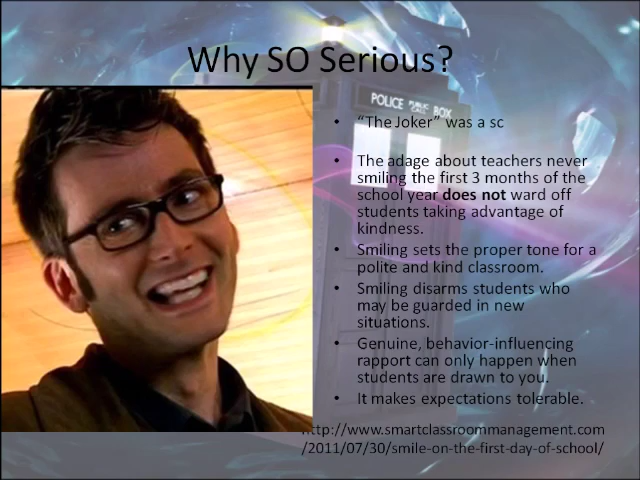 Why SO Serious?
POLICE PUBLIC CALL BOX
• “The Joker” was a sc
• The adage about teachers never
smiling the first 3 months of the
school year does not ward off
students taking advantage of
kindness.
• Smiling sets the proper tone for a
polite and kind classroom.
• Smiling disarms students who
may be guarded in new
situations.
• Genuine, behavior-influencing
rapport can only happen when
students are drawn to you.
• It makes expectations tolerable.
http://www.smartclassroommanagement.com
/2011/07/30/smile-on-the-first-day-of-school/